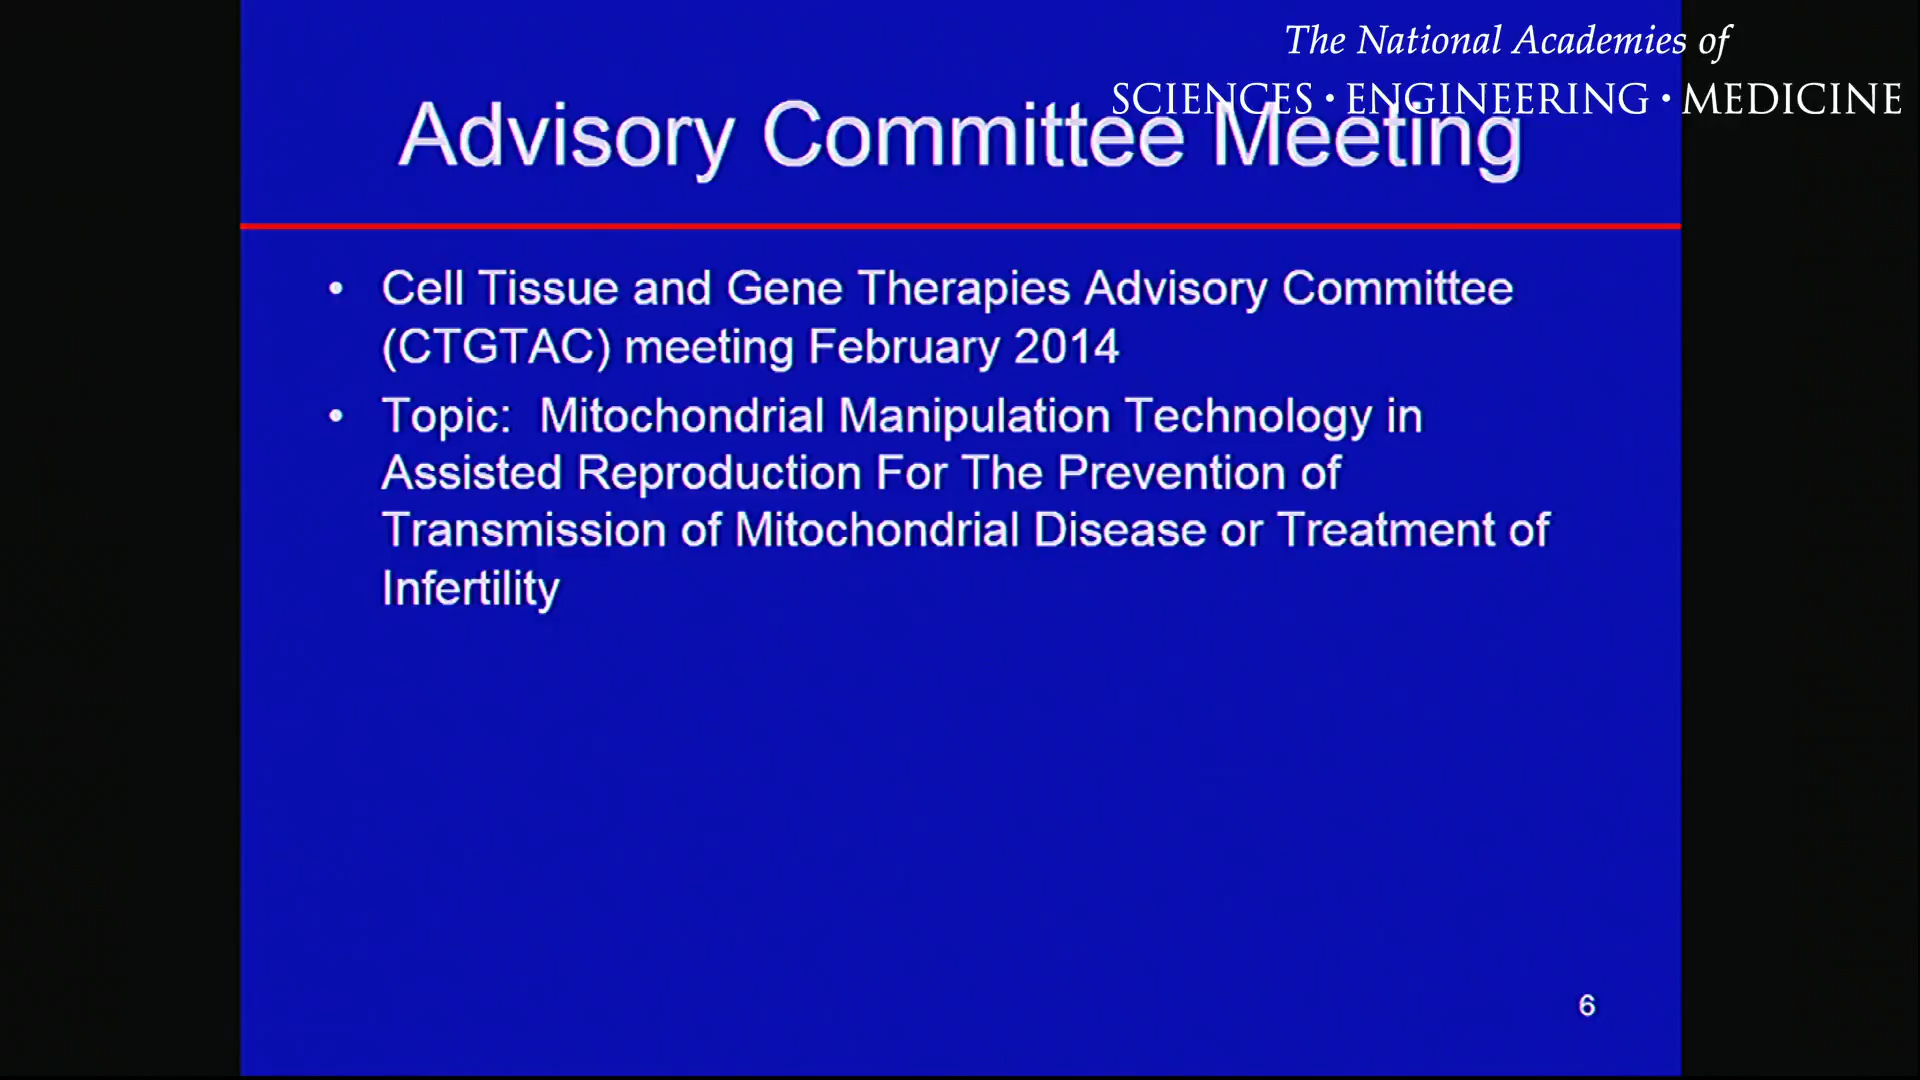 The National Academies of
SCIENCES • ENGINEERING • MEDICINE
Advisory Committee Meeting
• Cell Tissue and Gene Therapies Advisory Committee
(CTGTAC) meeting February 2014
• Topic: Mitochondrial Manipulation Technology in
Assisted Reproduction For The Prevention of
Transmission of Mitochondrial Disease or Treatment of
Infertility
6